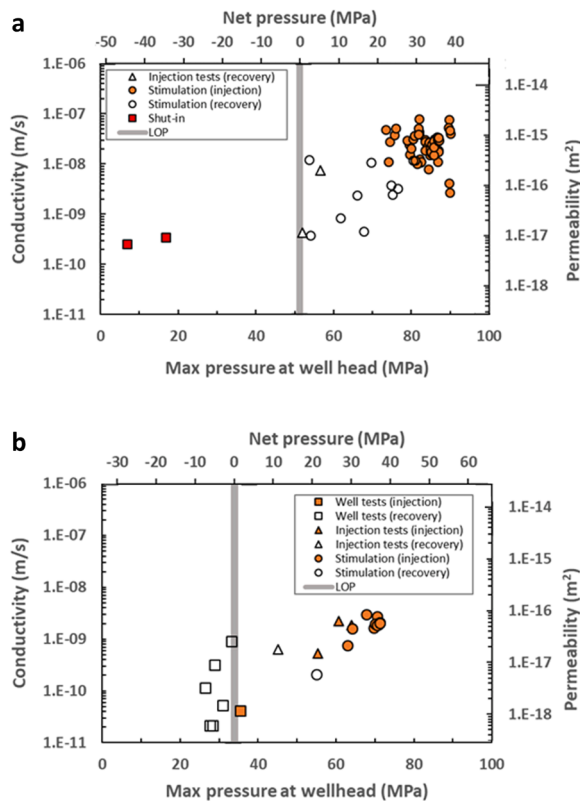 a
Net pressure (MPa)
-50 -40 -30 -20 -10 0 10 20 30 40
1.E-06
1.E-07
1.E-08
1.E-09
1.E-10
1.E-11
Conductivity (m/s)
Injection tests (recovery)
Stimulation (injection)
Stimulation (recovery)
Shut-in
LOP
1.E-14
1.E-15
1.E-16
1.E-17
1.E-18
Permeability (m²)
0 20 40 60 80 100
Max pressure at well head (MPa)
b
Net pressure (MPa)
-30 -20 -10 0 10 20 30 40 50 60
1.E-06
1.E-07
1.E-08
1.E-09
1.E-10
1.E-11
Conductivity (m/s)
Well tests (injection)
Well tests (recovery)
Injection tests (injection)
Injection tests (recovery)
Stimulation (injection)
Stimulation (recovery)
LOP
1.E-14
1.E-15
1.E-16
1.E-17
1.E-18
Permeability (m²)
0 20 40 60 80 100
Max pressure at wellhead (MPa)